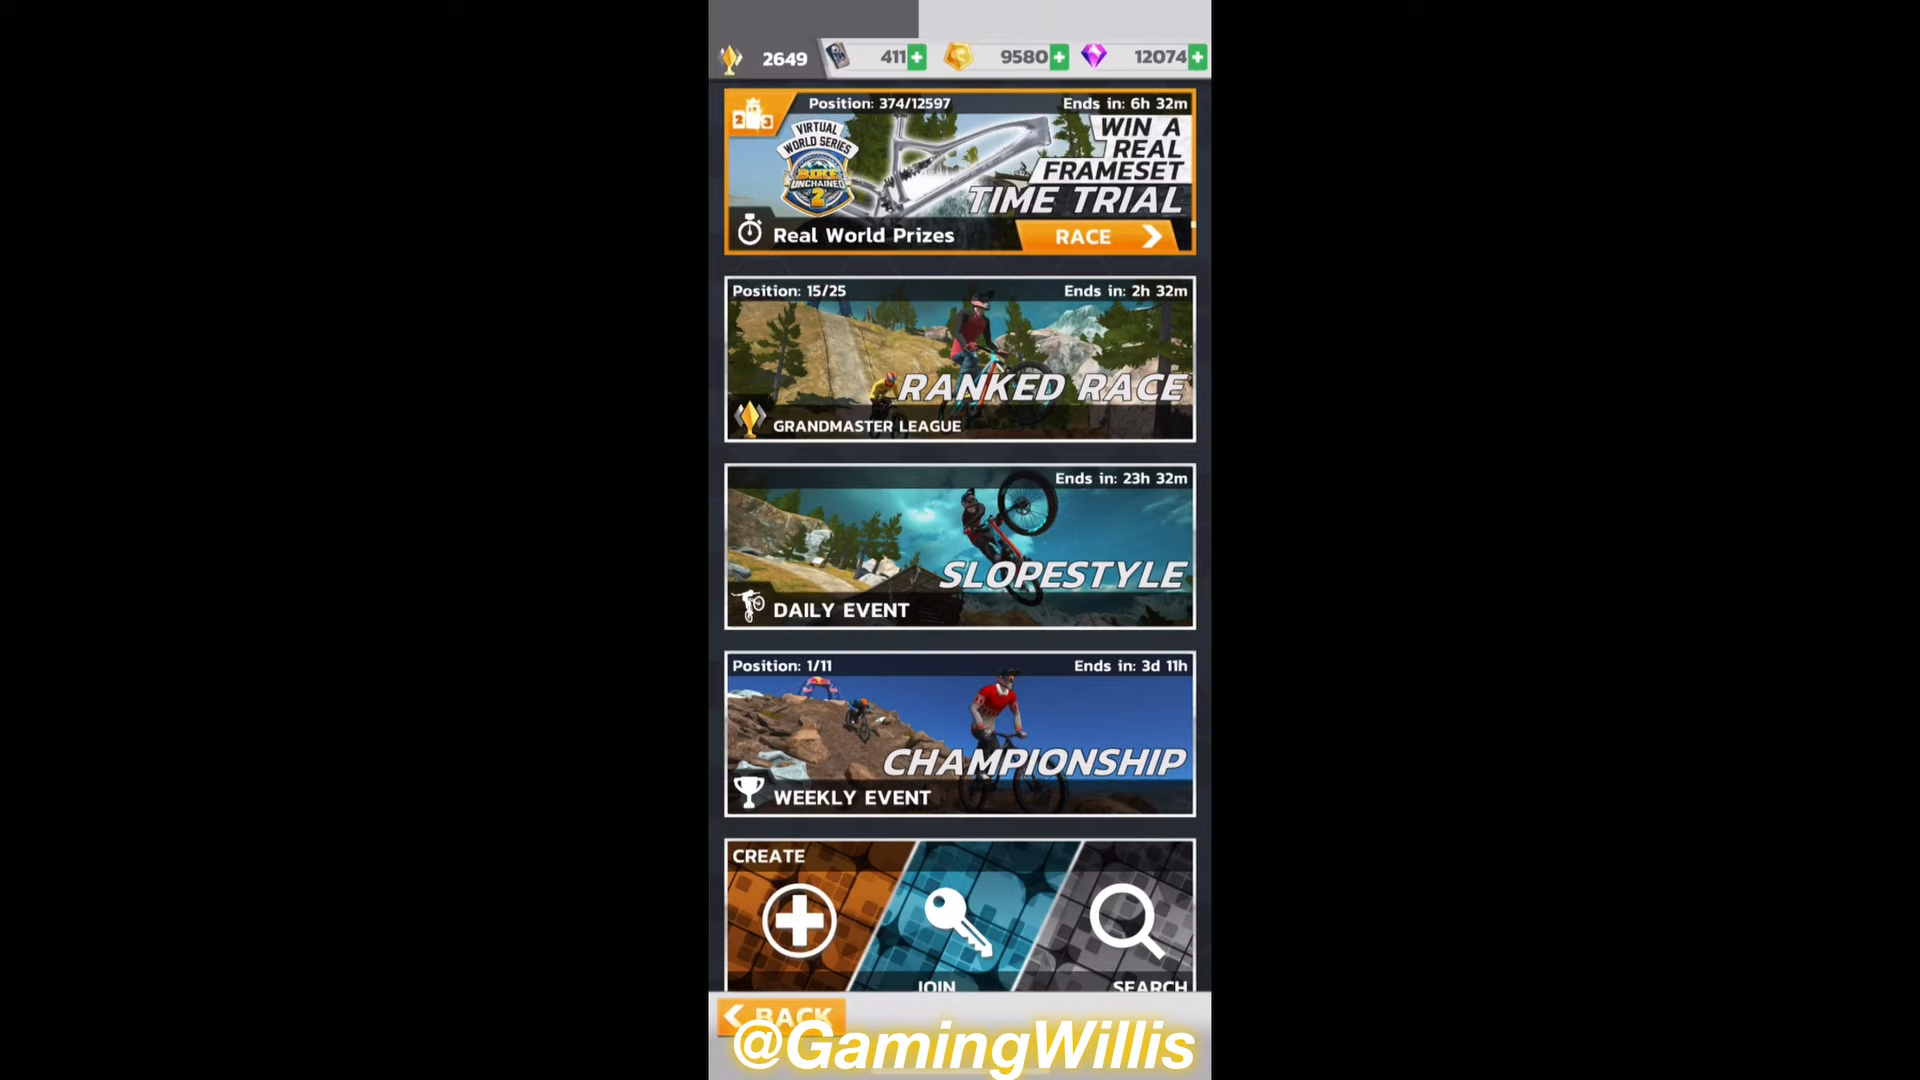 2649 411 9580 12074
Position: 374/12597 Ends in: 6h 32m
2 3
VIRTUAL
WORLD SERIES
BIKE
UNCHAINED
2
WIN A
REAL
FRAMESET
TIME TRIAL
Real World Prizes RACE
Position: 15/25 Ends in: 2h 32m
RANKED RACE
GRANDMASTER LEAGUE
Ends in: 23h 32m
SLOPESTYLE
DAILY EVENT
Position: 1/11 Ends in: 3d 11h
CHAMPIONSHIP
WEEKLY EVENT
CREATE
JOIN SEARCH
BACK
@GamingWillis